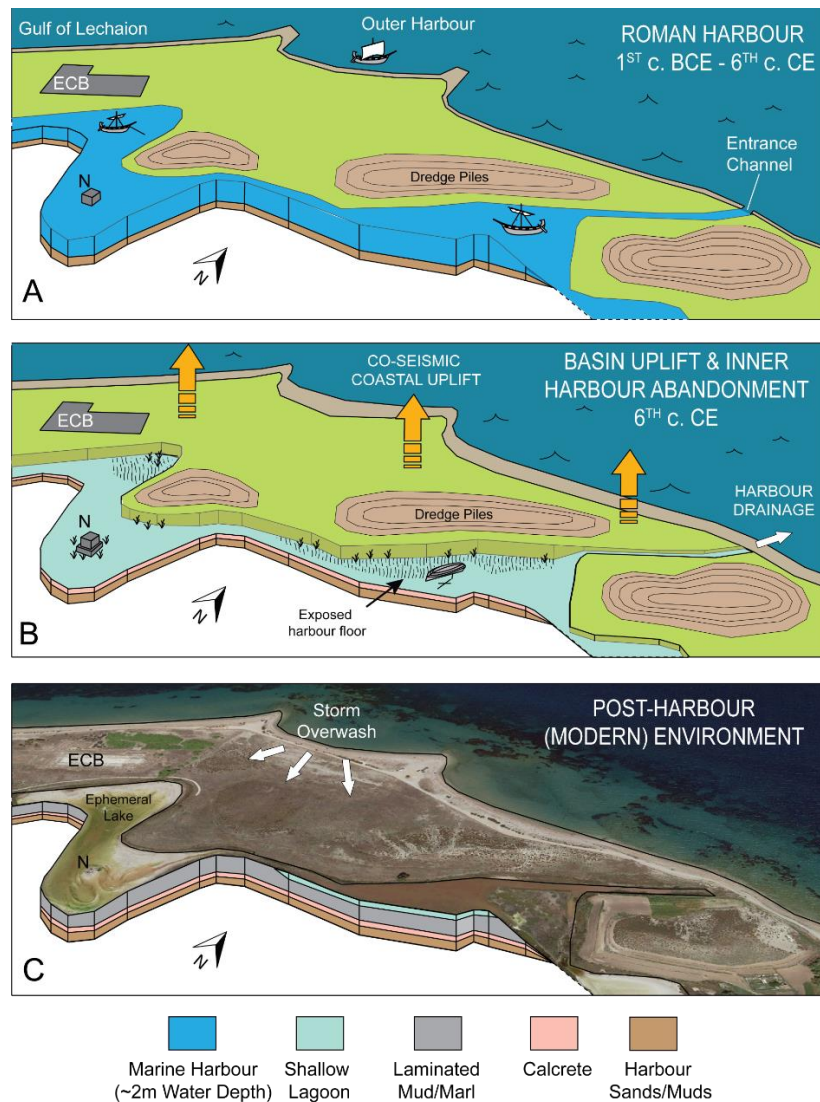 Gulf of Lechaion
Outer Harbour
ROMAN HARBOUR
1ST c. BCE - 6TH c. CE
ECB
Entrance
Channel
N
Dredge Piles
N
A
BASIN UPLIFT & INNER
HARBOUR ABANDONMENT
6TH c. CE
CO-SEISMIC
COASTAL UPLIFT
ECB
HARBOUR
DRAINAGE
Dredge Piles
N
N
Exposed
harbour floor
B
POST-HARBOUR
(MODERN) ENVIRONMENT
Storm
Overwash
ECB
Ephemeral
Lake
N
N
C
Marine Harbour
(~2m Water Depth)
Shallow
Lagoon
Laminated
Mud/Marl
Calcrete
Harbour
Sands/Muds